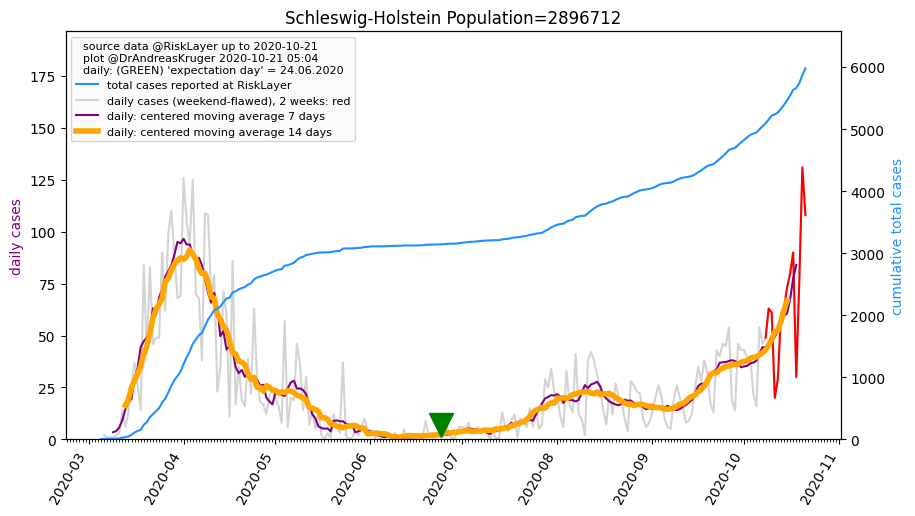 Schleswig-Holstein Population=2896712
source data @RiskLayer up to 2020-10-21
plot @DrAndreasKruger 2020-10-21 05:04
daily: (GREEN) 'expectation day' = 24.06.2020
total cases reported at RiskLayer
daily cases (weekend-flawed), 2 weeks: red
daily: centered moving average 7 days
daily: centered moving average 14 days
daily cases
175
150
125
100
75
50
25
0
6000
5000
4000
3000
2000
1000
0
cumulative total cases
2020-03
2020-04
2020-05
2020-06
2020-07
2020-08
2020-09
2020-10
2020-11